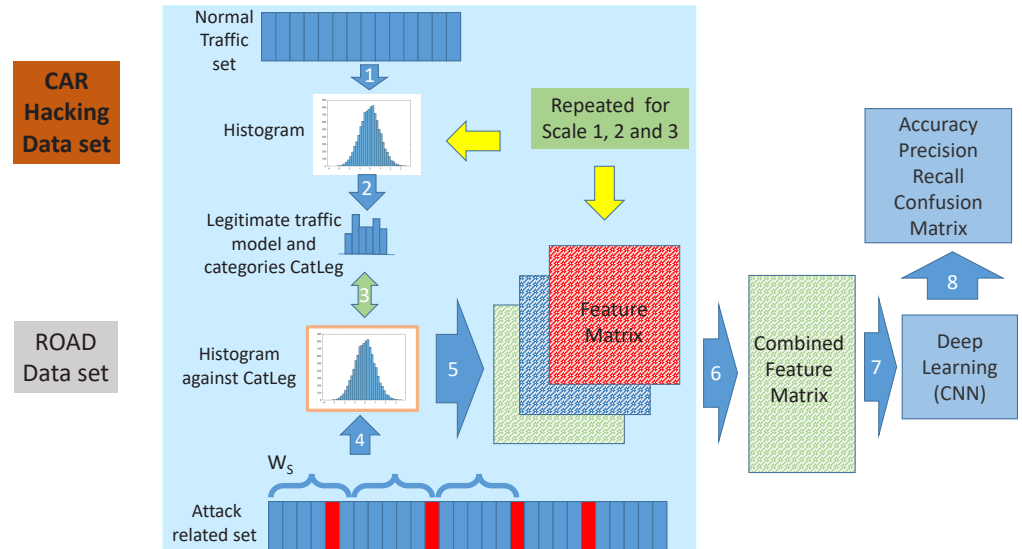 Normal
Traffic
set
1
CAR
Hacking
Data set
Histogram
Repeated for
Scale 1, 2 and 3
2
Legitimate traffic
model and
categories CatLeg
3
Accuracy
Precision
Recall
Confusion
Matrix
8
ROAD
Data set
Histogram
against CatLeg
5
Feature
Matrix
6
Combined
Feature
Matrix
7
Deep
Learning
(CNN)
4
Ws
Attack
related set